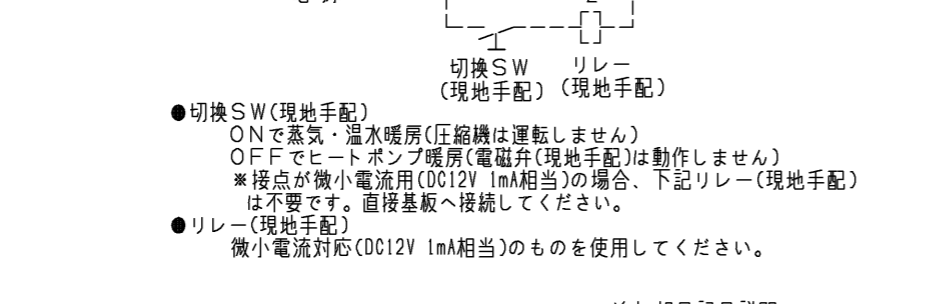 切換SW リレー
(現地手配) (現地手配)
●切換SW(現地手配)
ONで蒸気・温水暖房(圧縮機は運転しません)
OFFでヒートポンプ暖房(電磁弁(現地手配)は動作しません)
※接点が微小電流用(DC12V 1mA相当)の場合、下記リレー(現地手配)
は不要です。直接基板へ接続してください。
●リレー(現地手配)
微小電流対応(DC12V 1mA相当)のものを使用してください。